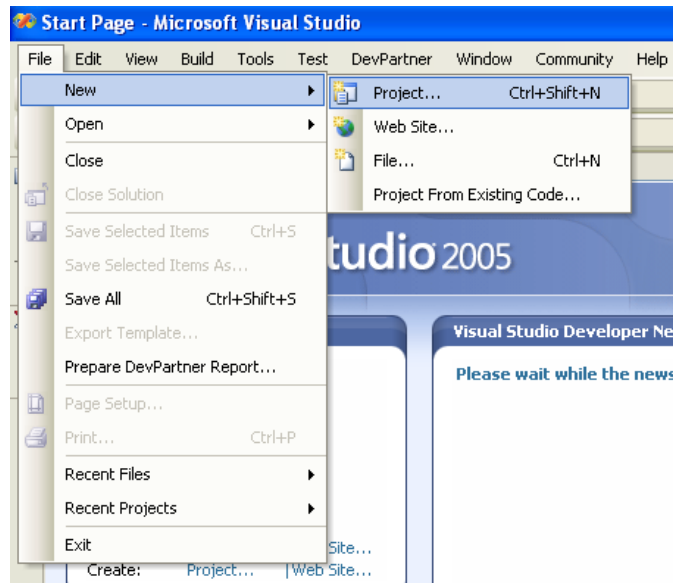 Start Page - Microsoft Visual Studio
File Edit View Build Tools Test DevPartner Window Community Help
New
Project... Ctrl+Shift+N
Open
Web Site...
Close
File... Ctrl+N
Close Solution
Project From Existing Code...
Save Selected Items Ctrl+S
Save Selected Items As...
tudio 2005
Save All Ctrl+Shift+S
Export Template...
Visual Studio Developer Ne
Prepare DevPartner Report...
Please wait while the news
Page Setup...
Print... Ctrl+P
Recent Files
Recent Projects
Exit
Site...
Create: Project... | Web Site...